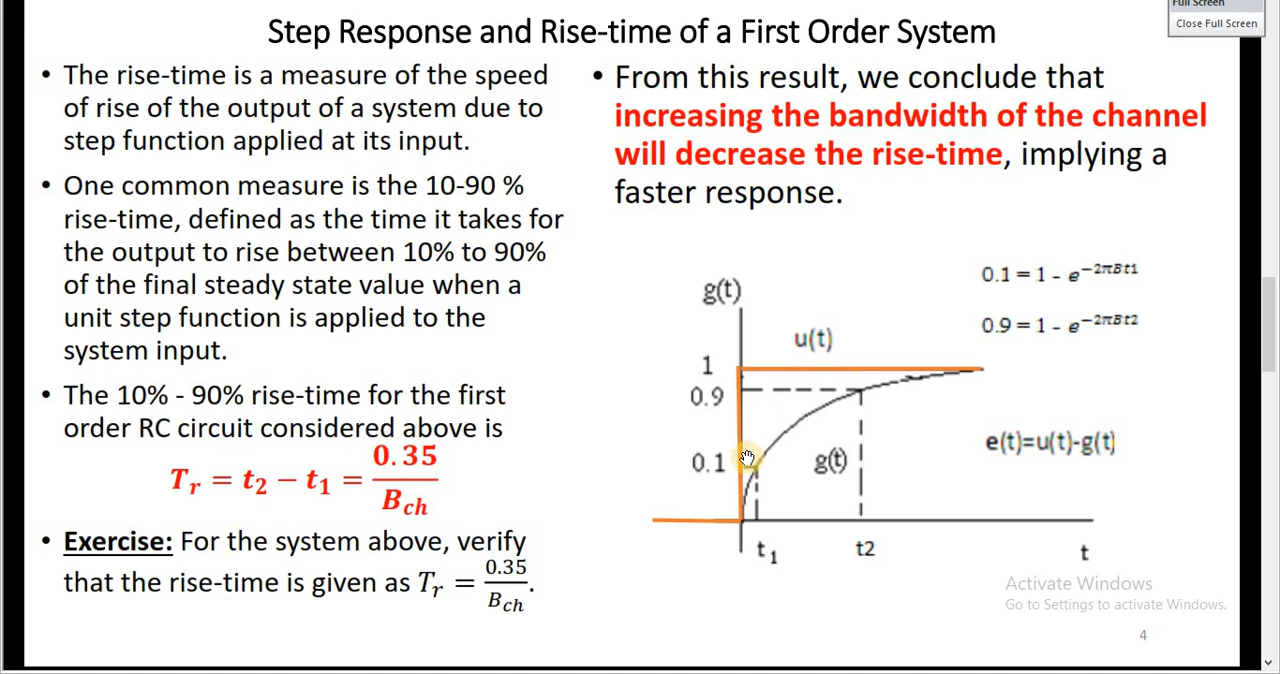 Full Screen
Close Full Screen
Step Response and Rise-time of a First Order System
• The rise-time is a measure of the speed
of rise of the output of a system due to
step function applied at its input.
• One common measure is the 10-90 %
rise-time, defined as the time it takes for
the output to rise between 10% to 90%
of the final steady state value when a
unit step function is applied to the
system input.
• The 10% - 90% rise-time for the first
order RC circuit considered above is
𝑻𝒓 = 𝒕𝟐 − 𝒕𝟏 = 𝟎.𝟑𝟓 / 𝑩𝒄𝒉
• Exercise: For the system above, verify
that the rise-time is given as 𝑇𝑟 = 0.35 / 𝐵𝑐ℎ.
• From this result, we conclude that
increasing the bandwidth of the channel
will decrease the rise-time, implying a
faster response.
0.1 = 1 - e^−2πBt1
0.9 = 1 - e^−2πBt2
g(t)
u(t)
1
0.9
0.1
g(t)
e(t)=u(t)-g(t)
t1
t2
t
Activate Windows
Go to Settings to activate Windows.
4